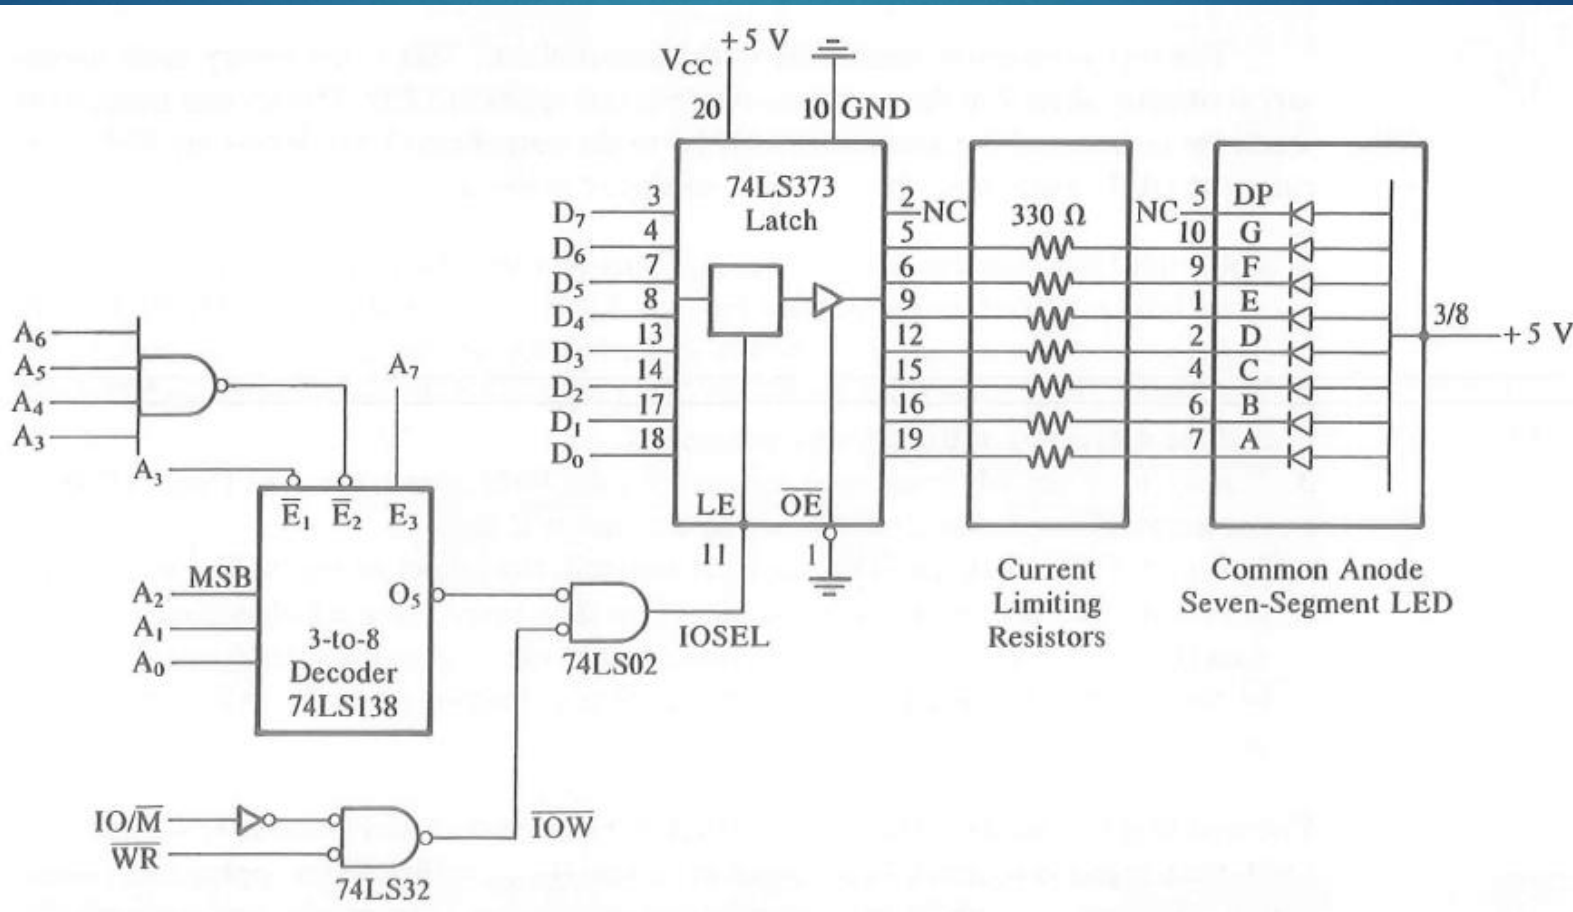 +5 V
VCC
20
10 GND
74LS373
Latch
D7 3
D6 4
D5 7
D4 8
D3 13
D2 14
D1 17
D0 18
2 NC
5
6
9
12
15
16
19
LE
OE
11
1
330 Ω
Current
Limiting
Resistors
NC 5 DP
10 G
9 F
1 E
2 D
4 C
6 B
7 A
3/8
+5 V
Common Anode
Seven-Segment LED
A6
A5
A4
A3
A7
A3
E1 E2 E3
MSB
A2
A1
A0
O5
3-to-8
Decoder
74LS138
IOSEL
74LS02
IO/M
WR
IOW
74LS32